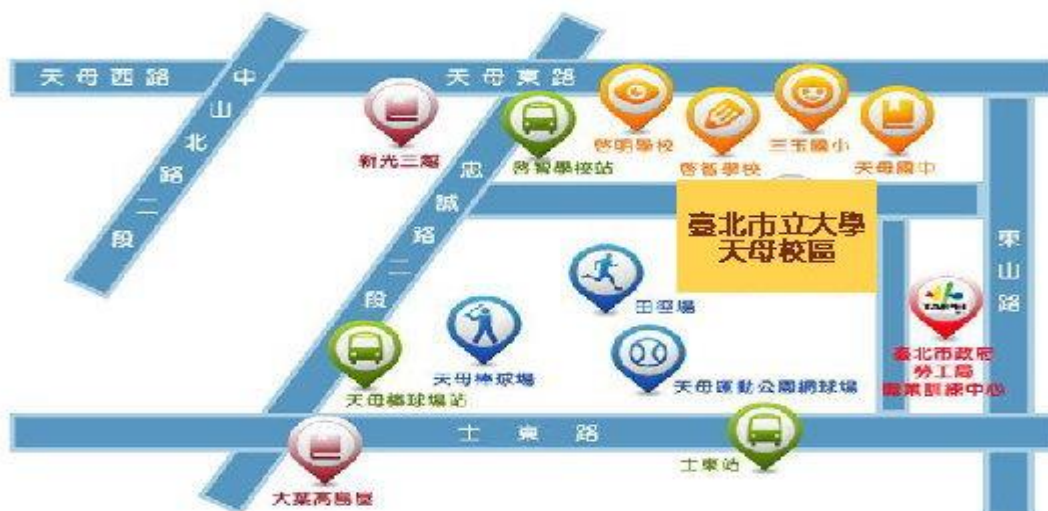 天母西路
中山北路二段
天母東路
新光三越
啓智學校站
啓明學校
啓智學校
三玉國小
天母國中
忠誠路二段
臺北市立大學
天母校區
東山路
田徑場
天母棒球場
天母運動公園網球場
臺北市政府
勞工局
職業訓練中心
天母棒球場站
士東路
士東站
大葉高島屋